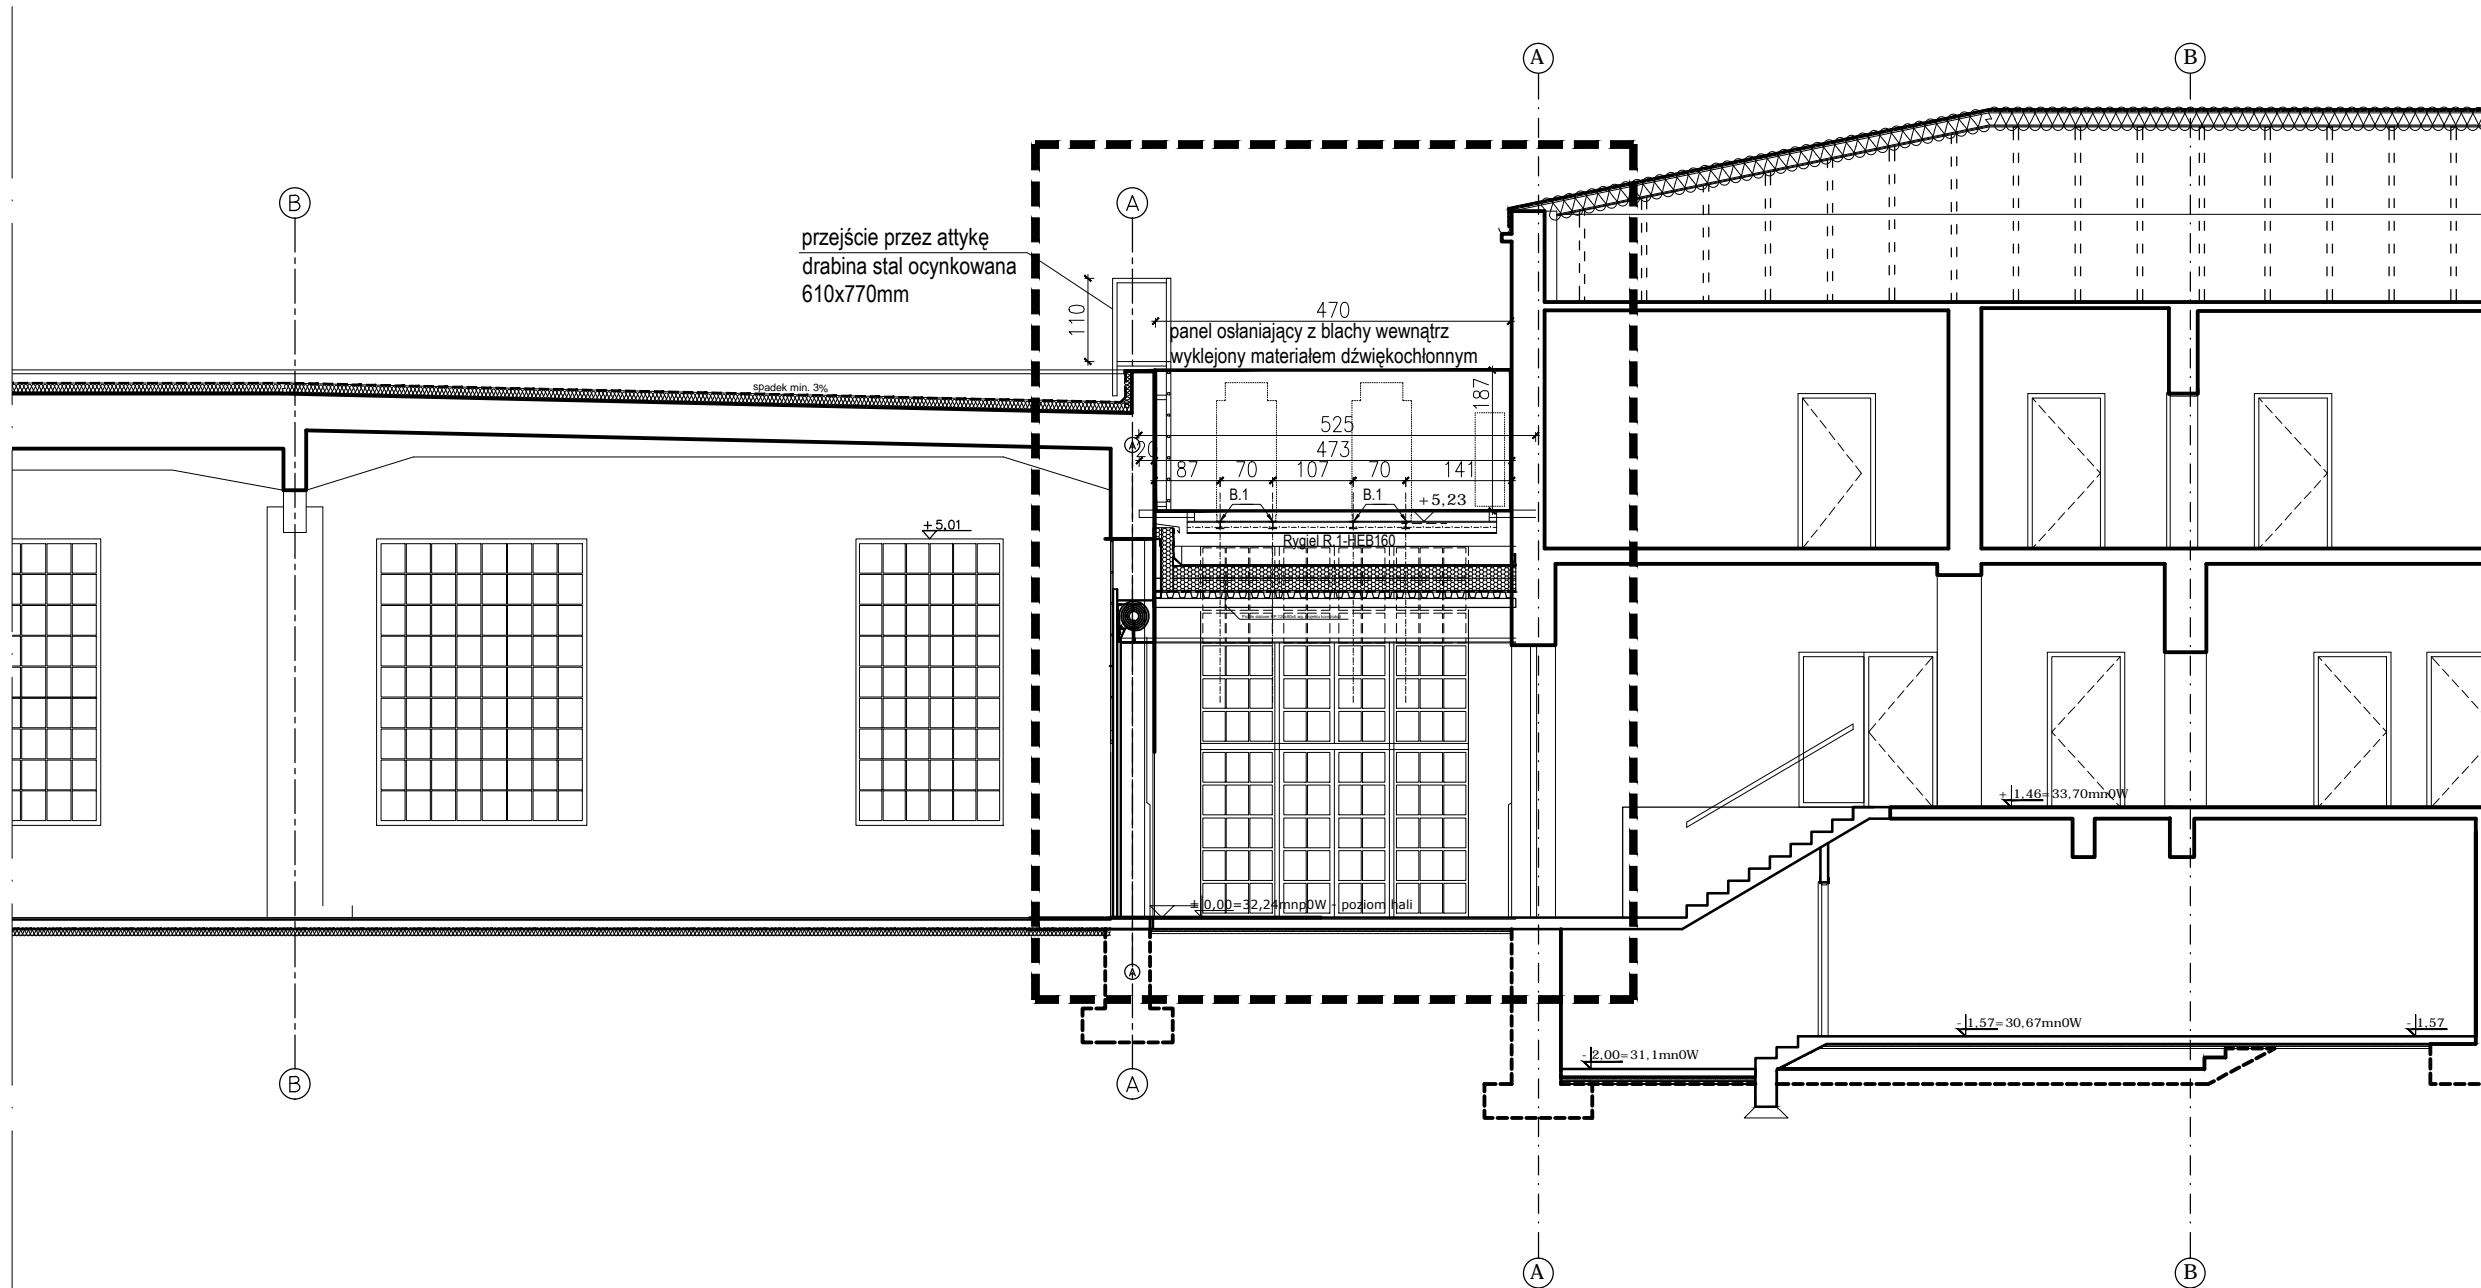 A
B
B
A
przejście przez attykę
drabina stal ocynkowana
610x770mm
110
470
panel osłaniający z blachy wewnątrz
wyklejony materiałem dźwiękochłonnym
spadek min. 3%
187
525
A
20
473
87
70
107
70
141
B.1
B.1
+5,23
+5,01
Rygiel R.1-HEB160
+1,46=33,70mn0W
± 0,00=32,24mnp0W - poziom hali
A
-1,57=30,67mn0W
-1,57
-2,00=31,1mn0W
B
A
A
B